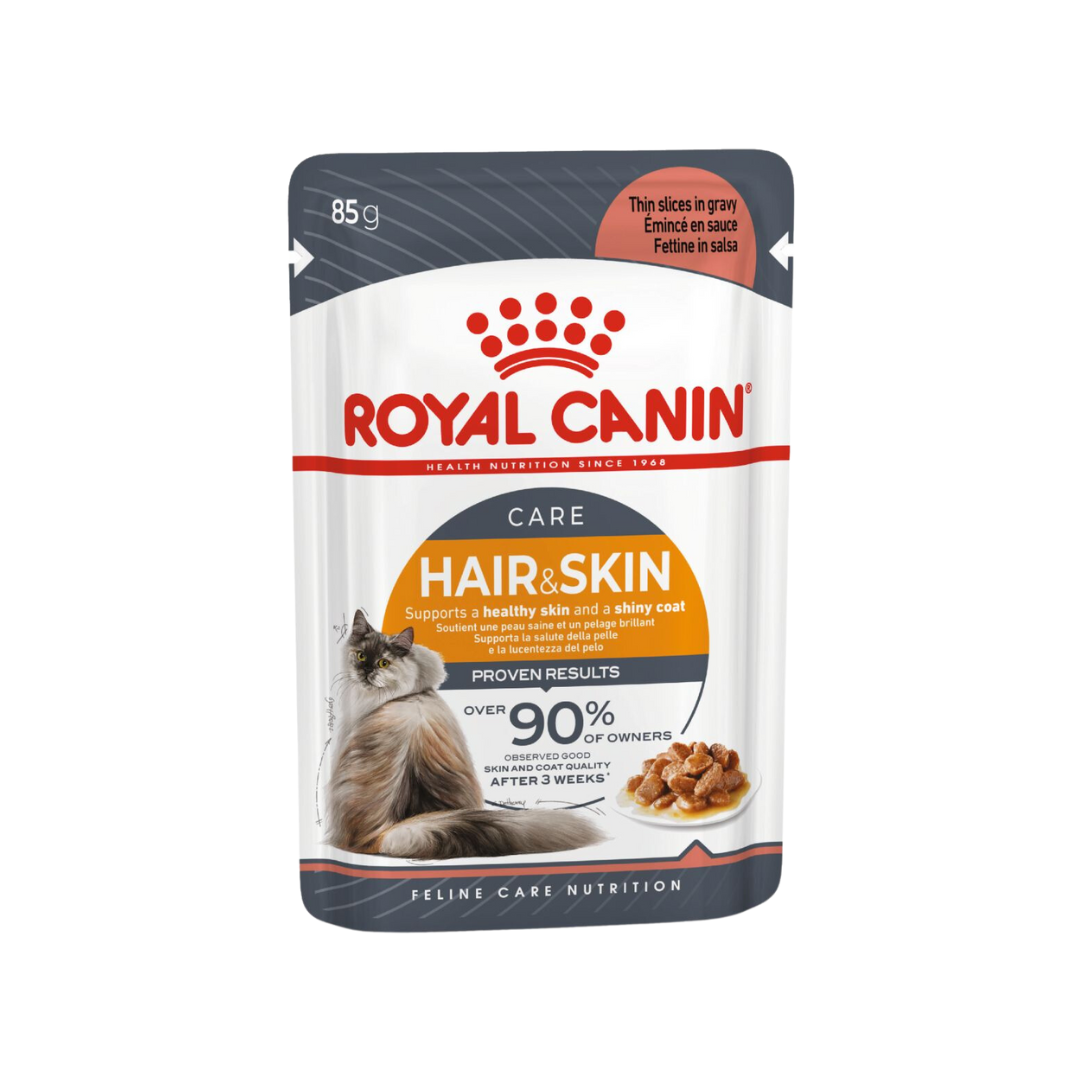 85g
Thin slices in gravy
Émincé en sauce
Fettine in salsa
ROYAL CANIN®
HEALTH NUTRITION SINCE 1968
CARE
HAIR&SKIN
Supports a healthy skin and a shiny coat
Soutient une peau saine et un pelage brillant
Supporta la salute della pelle
e la lucentezza del pelo
PROVEN RESULTS
OVER 90% OF OWNERS
OBSERVED GOOD
SKIN AND COAT QUALITY
AFTER 3 WEEKS*
FELINE CARE NUTRITION